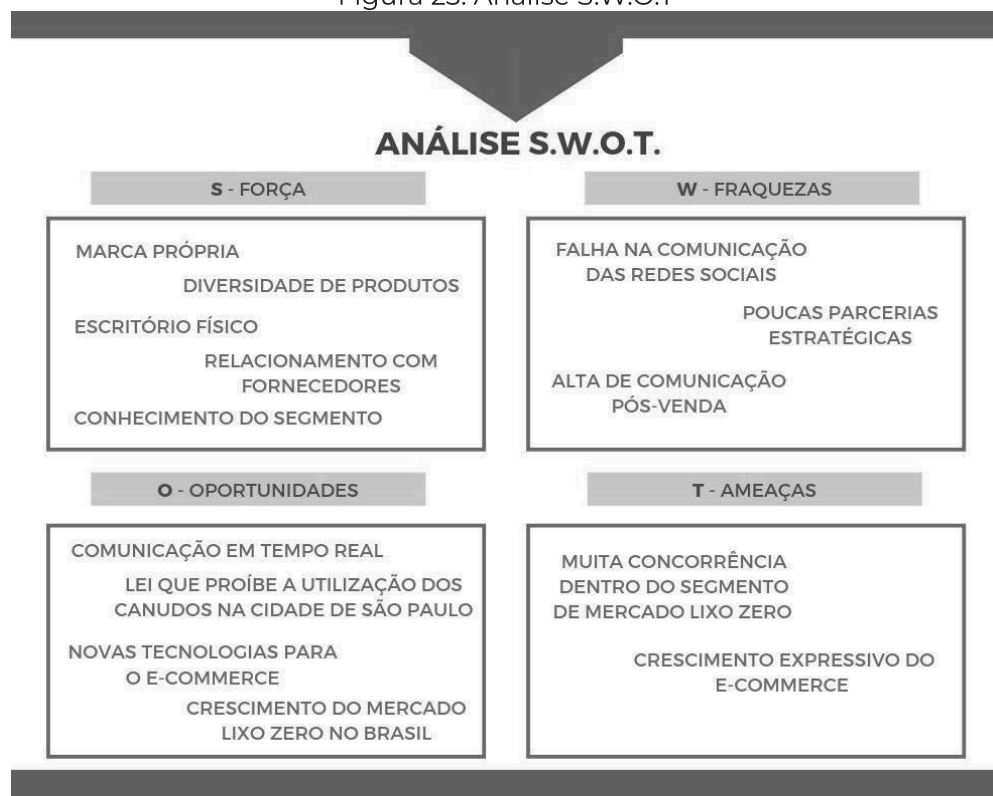 Figura 23: Análise S.W.O.T
ANÁLISE S.W.O.T.
S - FORÇA
MARCA PRÓPRIA
DIVERSIDADE DE PRODUTOS
ESCRITÓRIO FÍSICO
RELACIONAMENTO COM
FORNECEDORES
CONHECIMENTO DO SEGMENTO
W - FRAQUEZAS
FALHA NA COMUNICAÇÃO
DAS REDES SOCIAIS
POUCAS PARCERIAS
ESTRATÉGICAS
ALTA DE COMUNICAÇÃO
PÓS-VENDA
O - OPORTUNIDADES
COMUNICAÇÃO EM TEMPO REAL
LEI QUE PROÍBE A UTILIZAÇÃO DOS
CANUDOS NA CIDADE DE SÃO PAULO
NOVAS TECNOLOGIAS PARA
O E-COMMERCE
CRESCIMENTO DO MERCADO
LIXO ZERO NO BRASIL
T - AMEAÇAS
MUITA CONCORRÊNCIA
DENTRO DO SEGMENTO
DE MERCADO LIXO ZERO
CRESCIMENTO EXPRESSIVO DO
E-COMMERCE